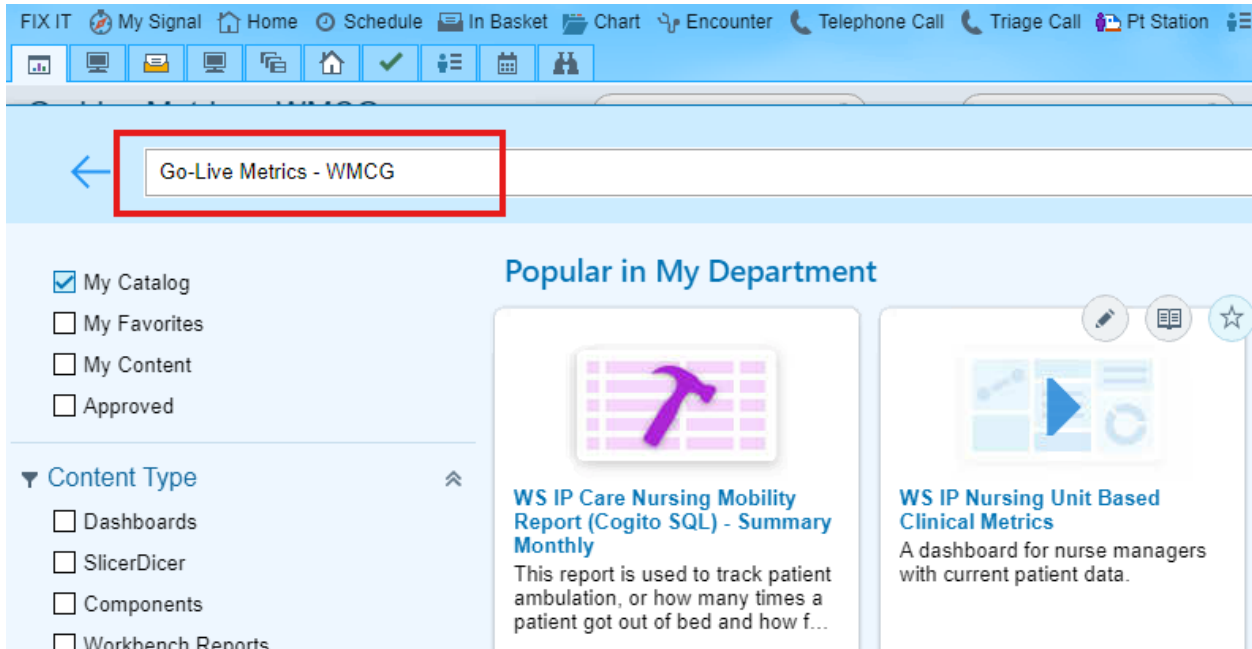 FIX IT My Signal Home Schedule In Basket Chart Encounter Telephone Call Triage Call Pt Station
Go-Live Metrics - WMCG
My Catalog
My Favorites
My Content
Approved
Content Type
Dashboards
SlicerDicer
Components
Workbench Reports
Popular in My Department
WS IP Care Nursing Mobility
Report (Cogito SQL) - Summary
Monthly
This report is used to track patient
ambulation, or how many times a
patient got out of bed and how f...
WS IP Nursing Unit Based
Clinical Metrics
A dashboard for nurse managers
with current patient data.